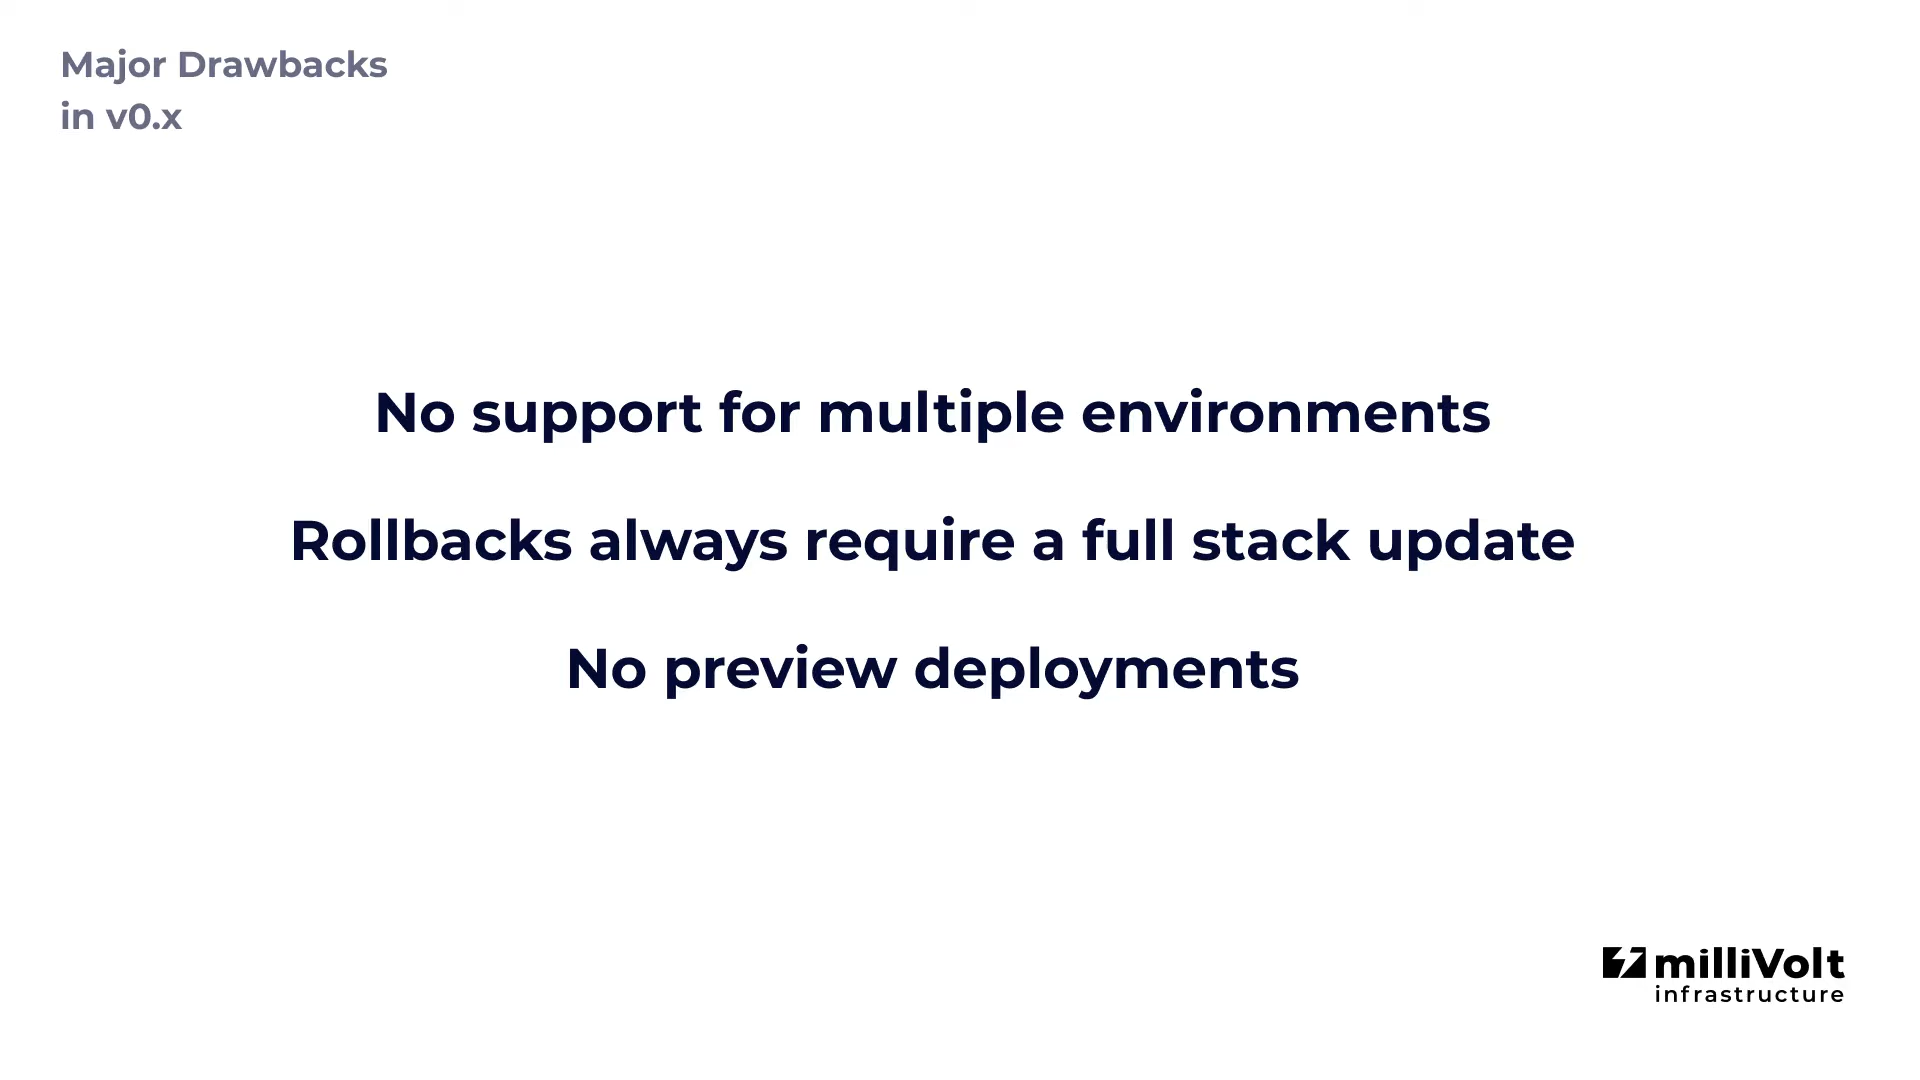 Major Drawbacks
in v0.x
No support for multiple environments
Rollbacks always require a full stack update
No preview deployments
milliVolt
infrastructure